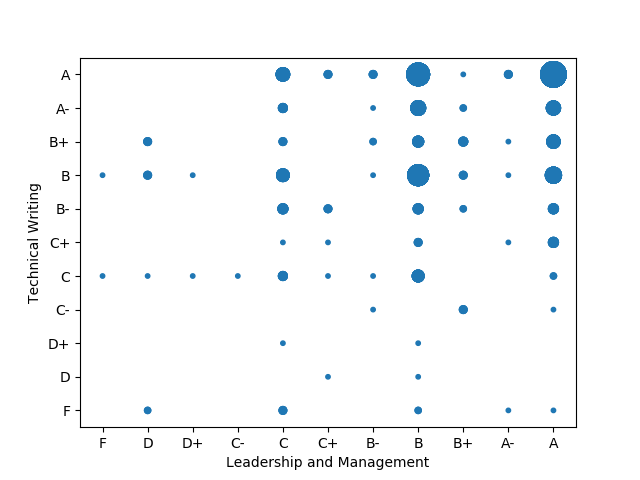 A
A-
B+
B
B-
C+
C
C-
D+
D
F
Technical Writing
F D D+ C- C C+ B- B B+ A- A
Leadership and Management